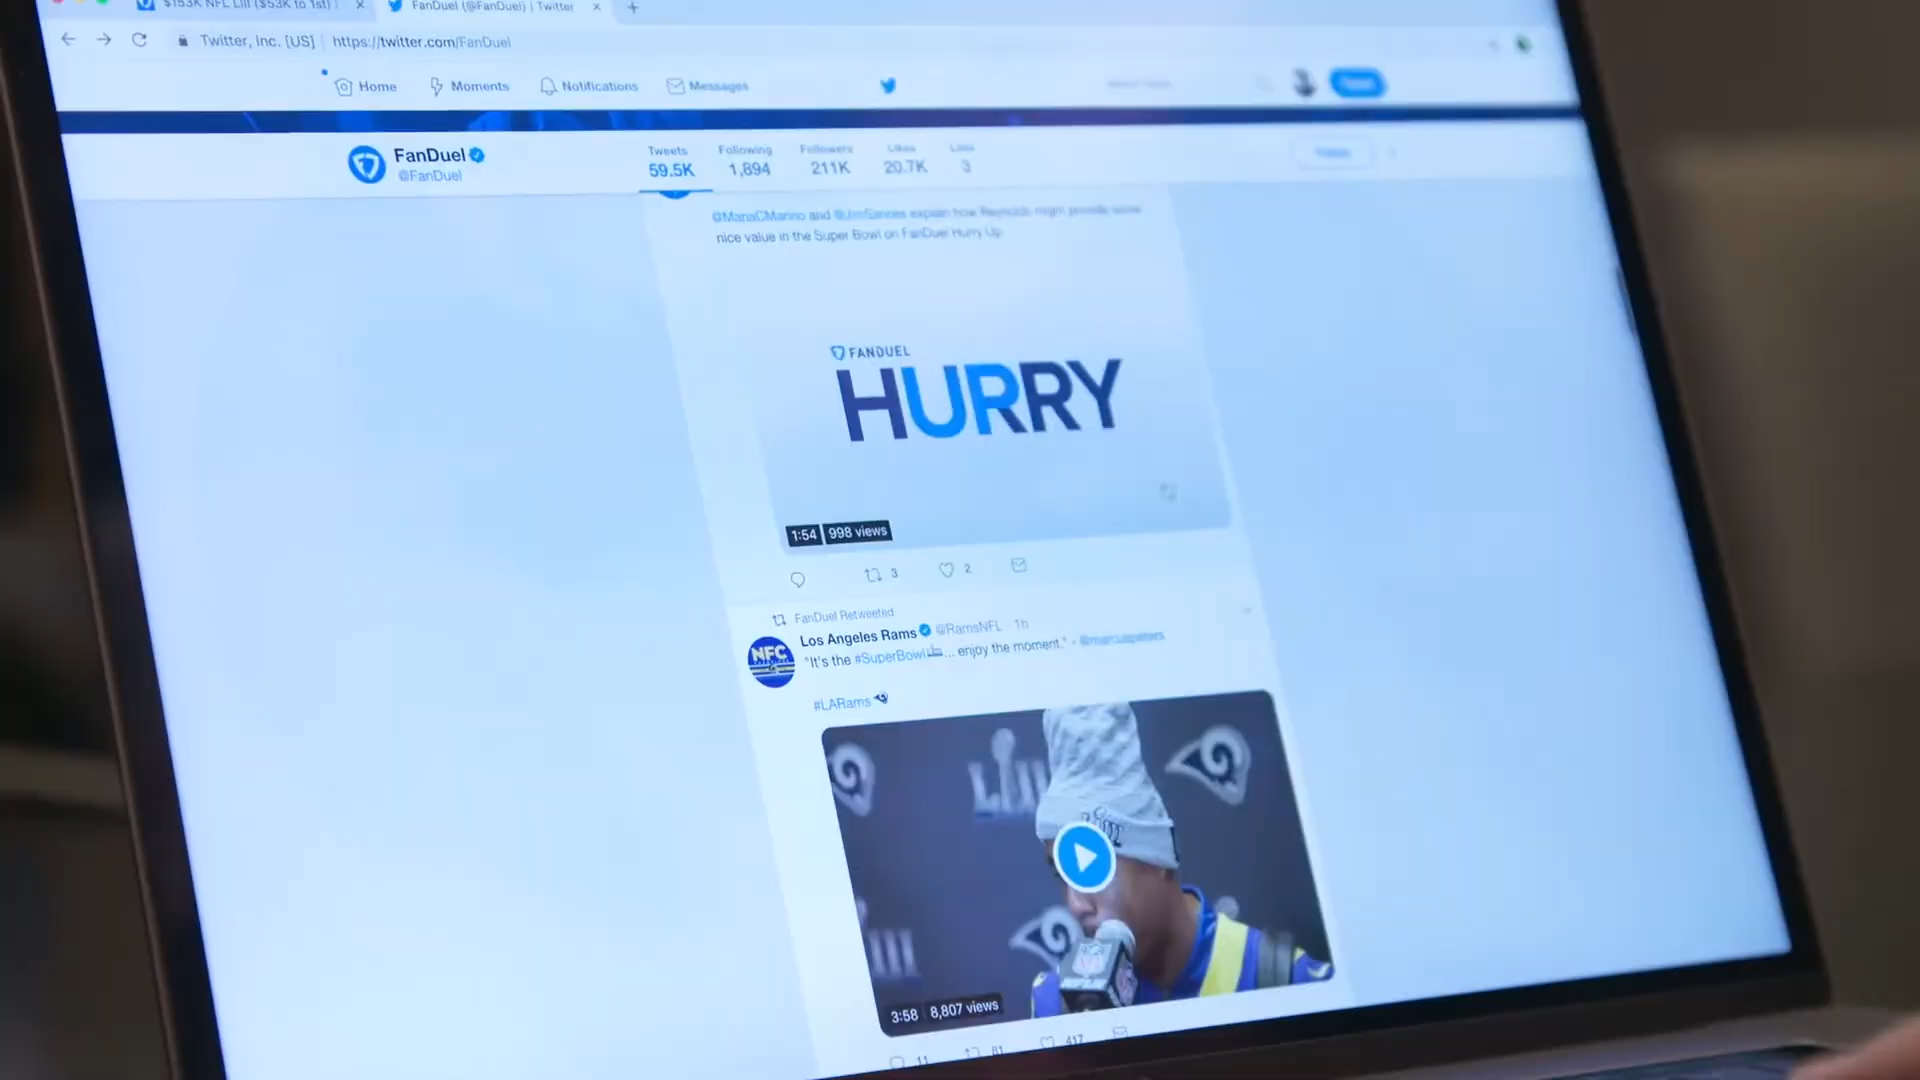 $153K NFL LIII ($53K to 1st)
FanDuel (@FanDuel) | Twitter
Twitter, Inc. [US] https://twitter.com/FanDuel
Home Moments Notifications Messages
FanDuel
@FanDuel
Tweets Following Followers Likes Lists
59.5K 1,894 211K 20.7K 3
@MariaCMarino and @JimSannes explain how Reynolds might provide some
nice value in the Super Bowl on FanDuel Hurry Up
FANDUEL
HURRY
1:54 998 views
3 2
FanDuel Retweeted
Los Angeles Rams @RamsNFL · 1h
"It's the #SuperBowl... enjoy the moment." - @marcuspeters
#LARams
NFC
LIII
LIII
NFL
3:58 8,807 views
11 81 417